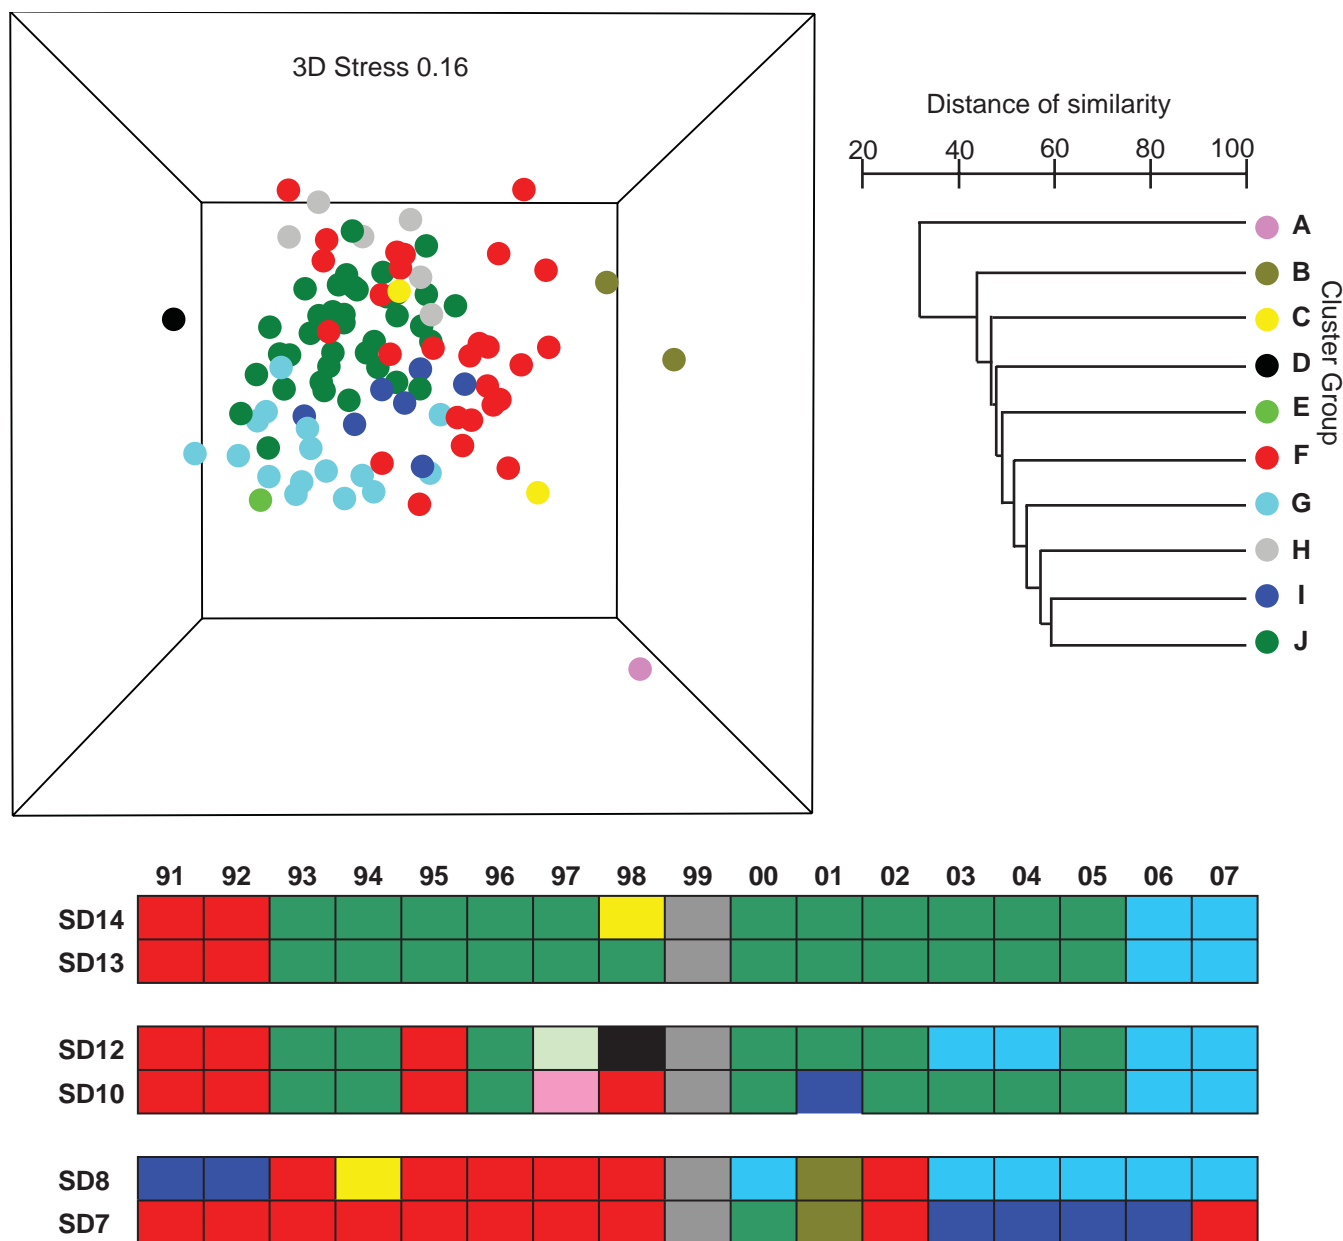 3D Stress 0.16
Distance of similarity
20 40 60 80 100
A
B
C
D
E
F
G
H
I
J
Cluster Group
91 92 93 94 95 96 97 98 99 00 01 02 03 04 05 06 07
SD14
SD13
SD12
SD10
SD8
SD7